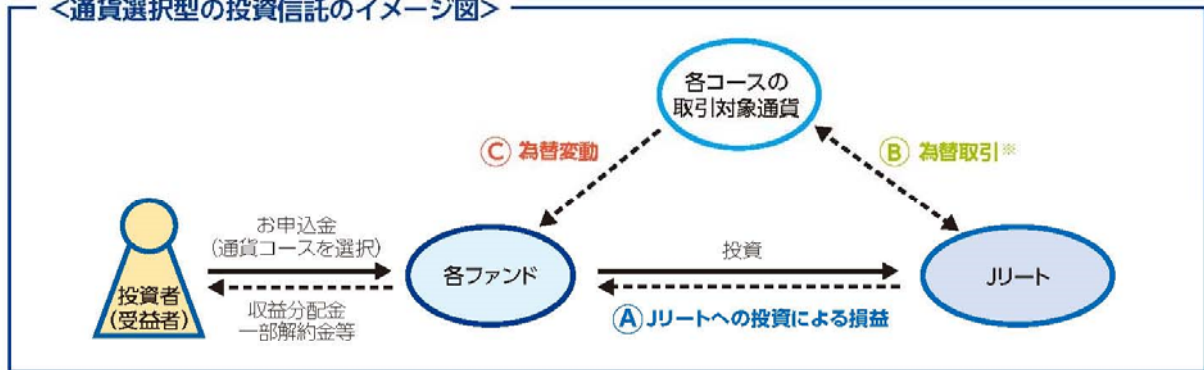 <通貨選択型の投資信託のイメージ図>
各コースの
取引対象通貨
Ⓒ 為替変動
Ⓑ 為替取引※
お申込金
(通貨コースを選択)
投資者
(受益者)
収益分配金
一部解約金等
各ファンド
投資
Ⓐ Jリートへの投資による損益
Jリート